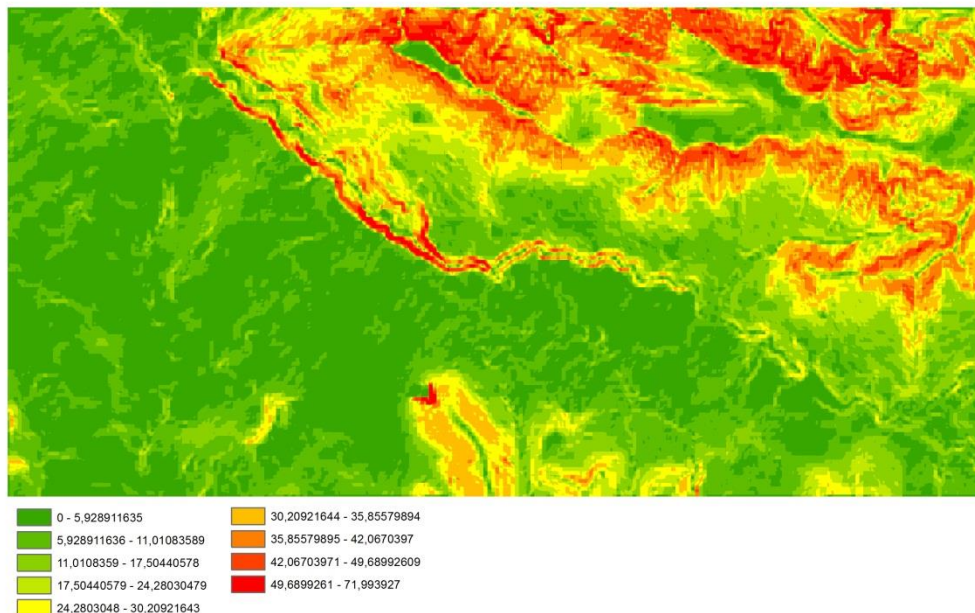 0 - 5,928911635
5,928911636 - 11,01083589
11,0108359 - 17,50440578
17,50440579 - 24,28030479
24,2803048 - 30,20921643
30,20921644 - 35,85579894
35,85579895 - 42,0670397
42,06703971 - 49,68992609
49,6899261 - 71,993927